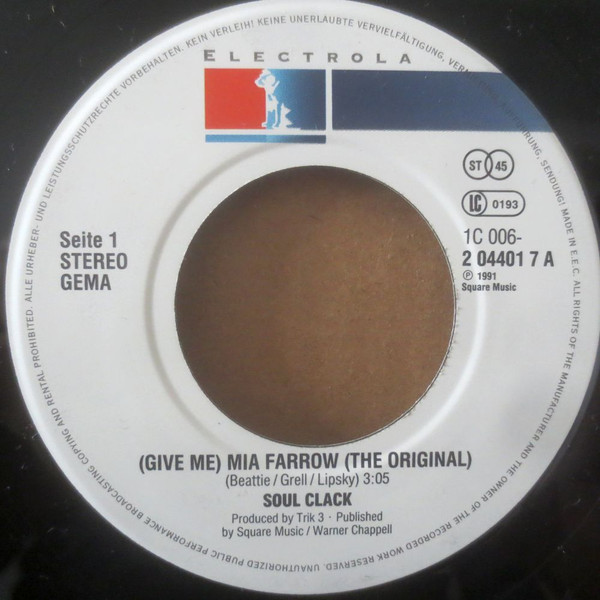 ALLE URHEBER- UND LEISTUNGSSCHUTZRECHTE VORBEHALTEN. KEIN VERLEIH! KEINE UNERLAUBTE VERVIELFÄLTIGUNG, SENDUNG! MADE IN E.E.C. ALL RIGHTS OF THE MANUFACTURER AND THE OWNER OF THE RECORDED WORK RESERVED. UNAUTHORIZED PUBLIC PERFORMANCE BROADCASTING COPYING AND RENTAL PROHIBITED.
ELECTROLA
ST 45
LC 0193
Seite 1
STEREO
GEMA
1C 006-
2 04401 7 A
℗ 1991
Square Music
(GIVE ME) MIA FARROW (THE ORIGINAL)
(Beattie / Grell / Lipsky) 3:05
SOUL CLACK
Produced by Trik 3 · Published
by Square Music / Warner Chappell